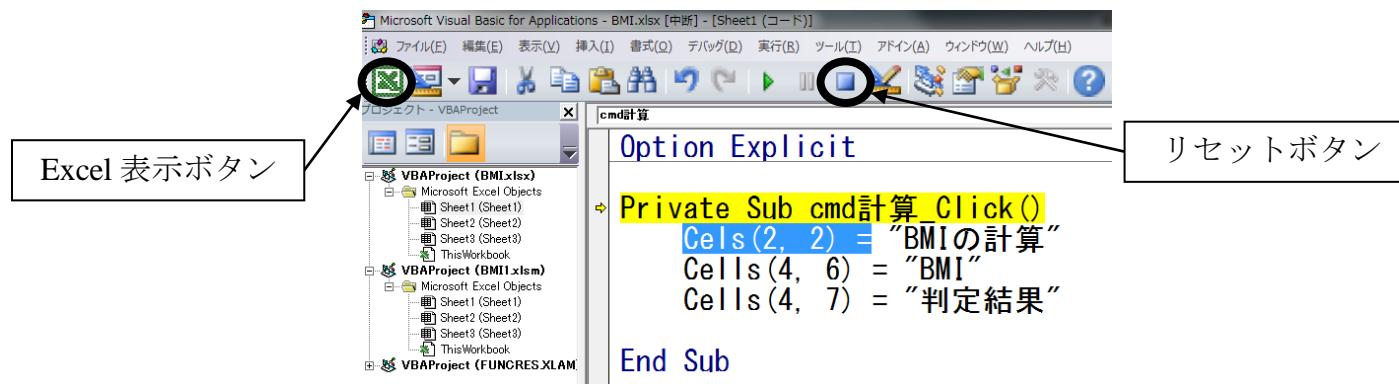 Microsoft Visual Basic for Applications - BMI.xlsx [中断] - [Sheet1 (コード)]
ファイル(F) 編集(E) 表示(V) 挿入(I) 書式(O) デバッグ(D) 実行(R) ツール(T) アドイン(A) ウィンドウ(W) ヘルプ(H)
プロジェクト - VBAProject
cmd計算
Excel 表示ボタン
リセットボタン
VBAProject (BMI.xlsx)
Microsoft Excel Objects
Sheet1 (Sheet1)
Sheet2 (Sheet2)
Sheet3 (Sheet3)
ThisWorkbook
VBAProject (BMI1.xlsm)
Microsoft Excel Objects
Sheet1 (Sheet1)
Sheet2 (Sheet2)
Sheet3 (Sheet3)
ThisWorkbook
VBAProject (FUNCRES.XLAM
Option Explicit
Private Sub cmd計算_Click()
Cels(2, 2) = "BMIの計算"
Cells(4, 6) = "BMI"
Cells(4, 7) = "判定結果"
End Sub